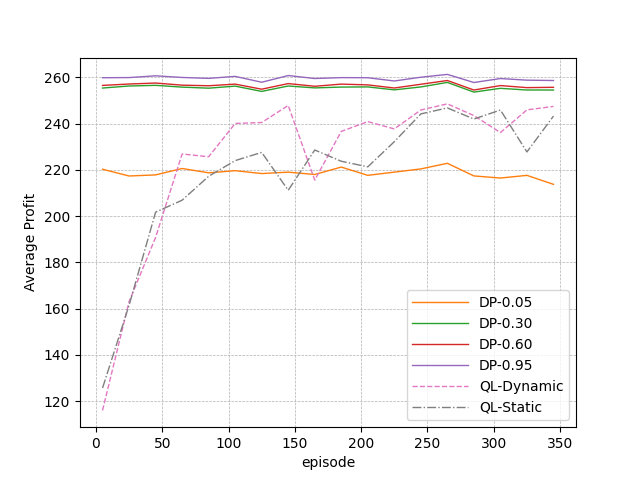 260
240
220
200
180
160
140
120
Average Profit
0 50 100 150 200 250 300 350
episode
DP-0.05
DP-0.30
DP-0.60
DP-0.95
QL-Dynamic
QL-Static